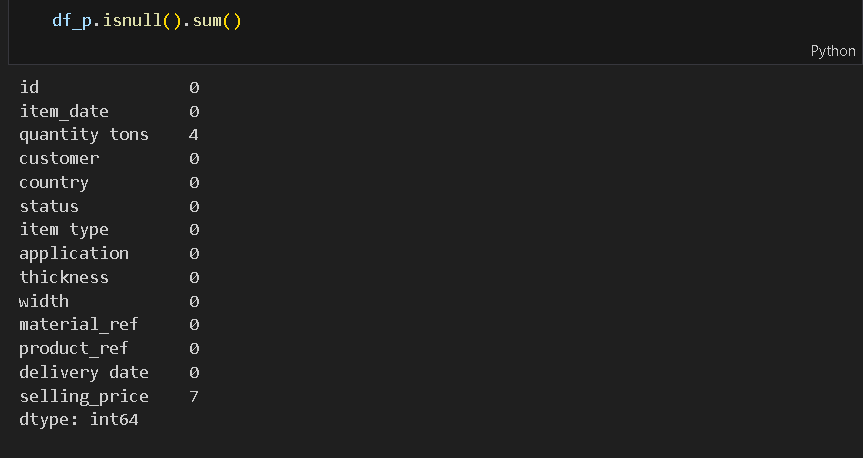 df_p.isnull().sum()
Python
id 0
item_date 0
quantity tons 4
customer 0
country 0
status 0
item type 0
application 0
thickness 0
width 0
material_ref 0
product_ref 0
delivery date 0
selling_price 7
dtype: int64